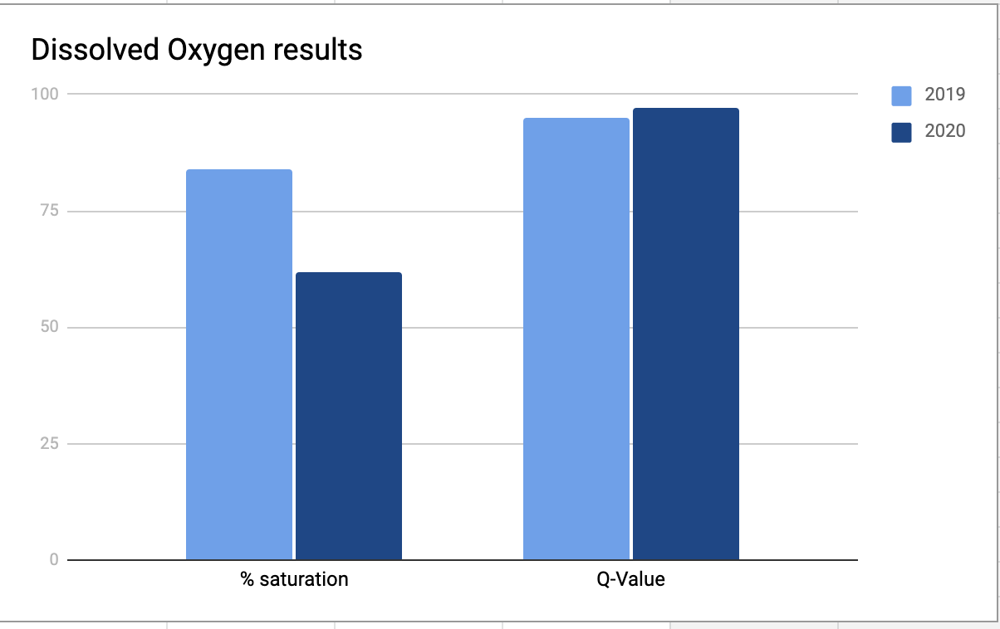 Dissolved Oxygen results
100
75
50
25
0
% saturation
Q-Value
2019
2020